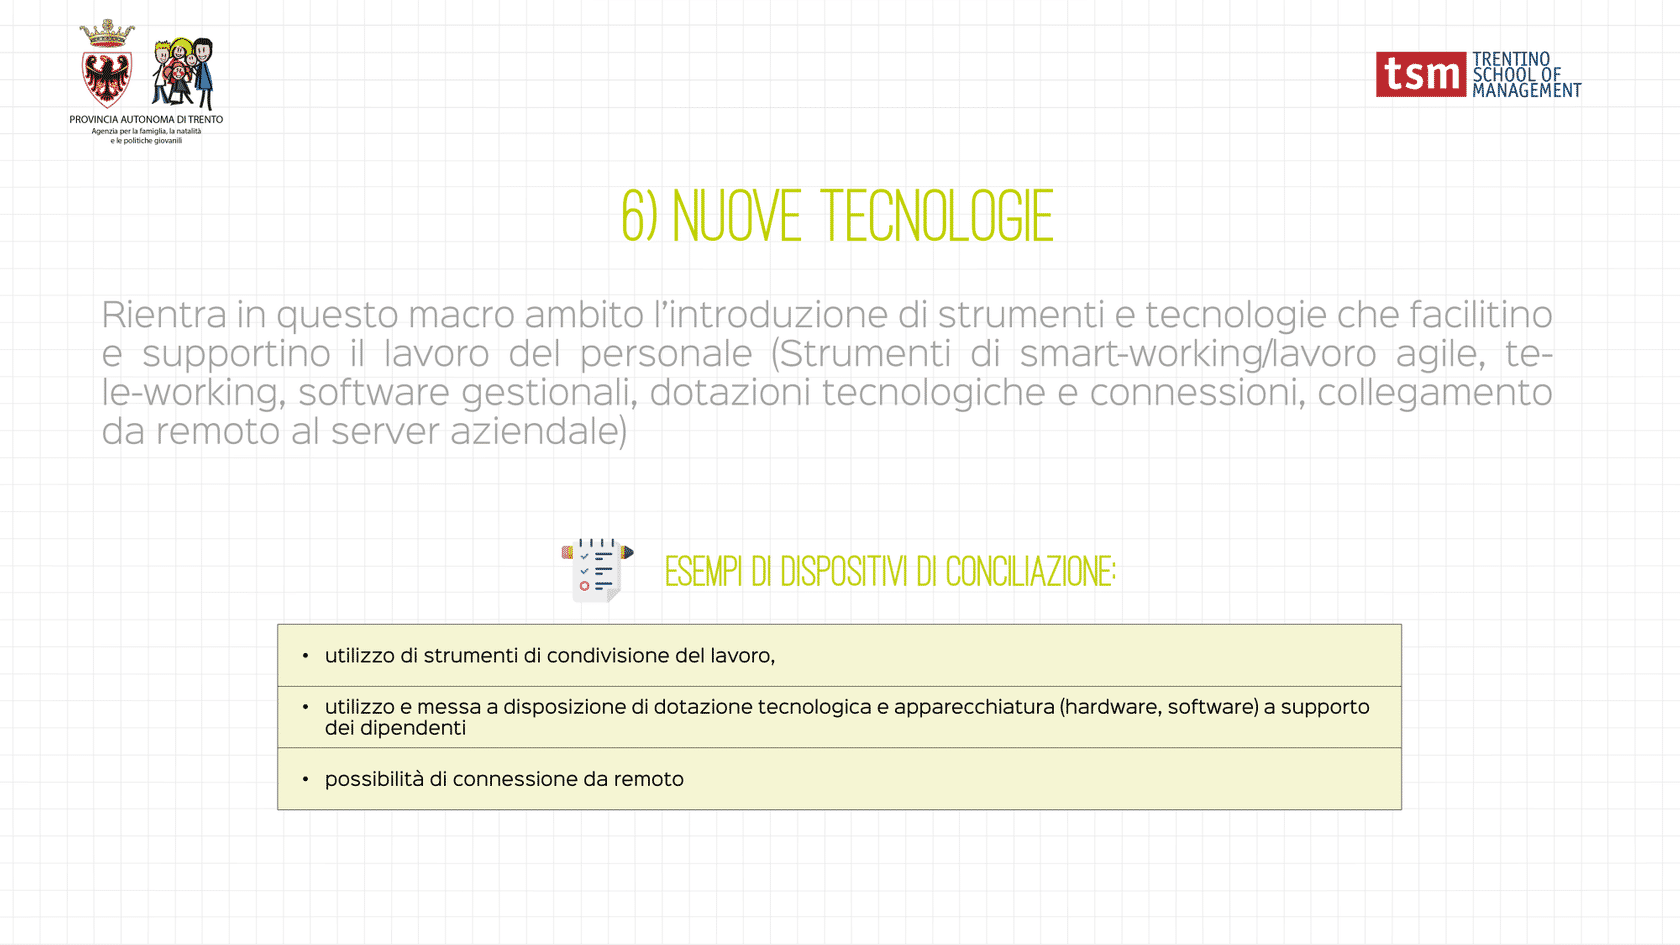 PROVINCIA AUTONOMA DI TRENTO
Agenzia per la famiglia, la natalità
e le politiche giovanili
tsm
TRENTINO
SCHOOL OF
MANAGEMENT
6) NUOVE TECNOLOGIE
Rientra in questo macro ambito l’introduzione di strumenti e tecnologie che facilitino
e supportino il lavoro del personale (Strumenti di smart-working/lavoro agile, te-
le-working, software gestionali, dotazioni tecnologiche e connessioni, collegamento
da remoto al server aziendale)
ESEMPI DI DISPOSITIVI DI CONCILIAZIONE:
• utilizzo di strumenti di condivisione del lavoro,
• utilizzo e messa a disposizione di dotazione tecnologica e apparecchiatura (hardware, software) a supporto
dei dipendenti
• possibilità di connessione da remoto